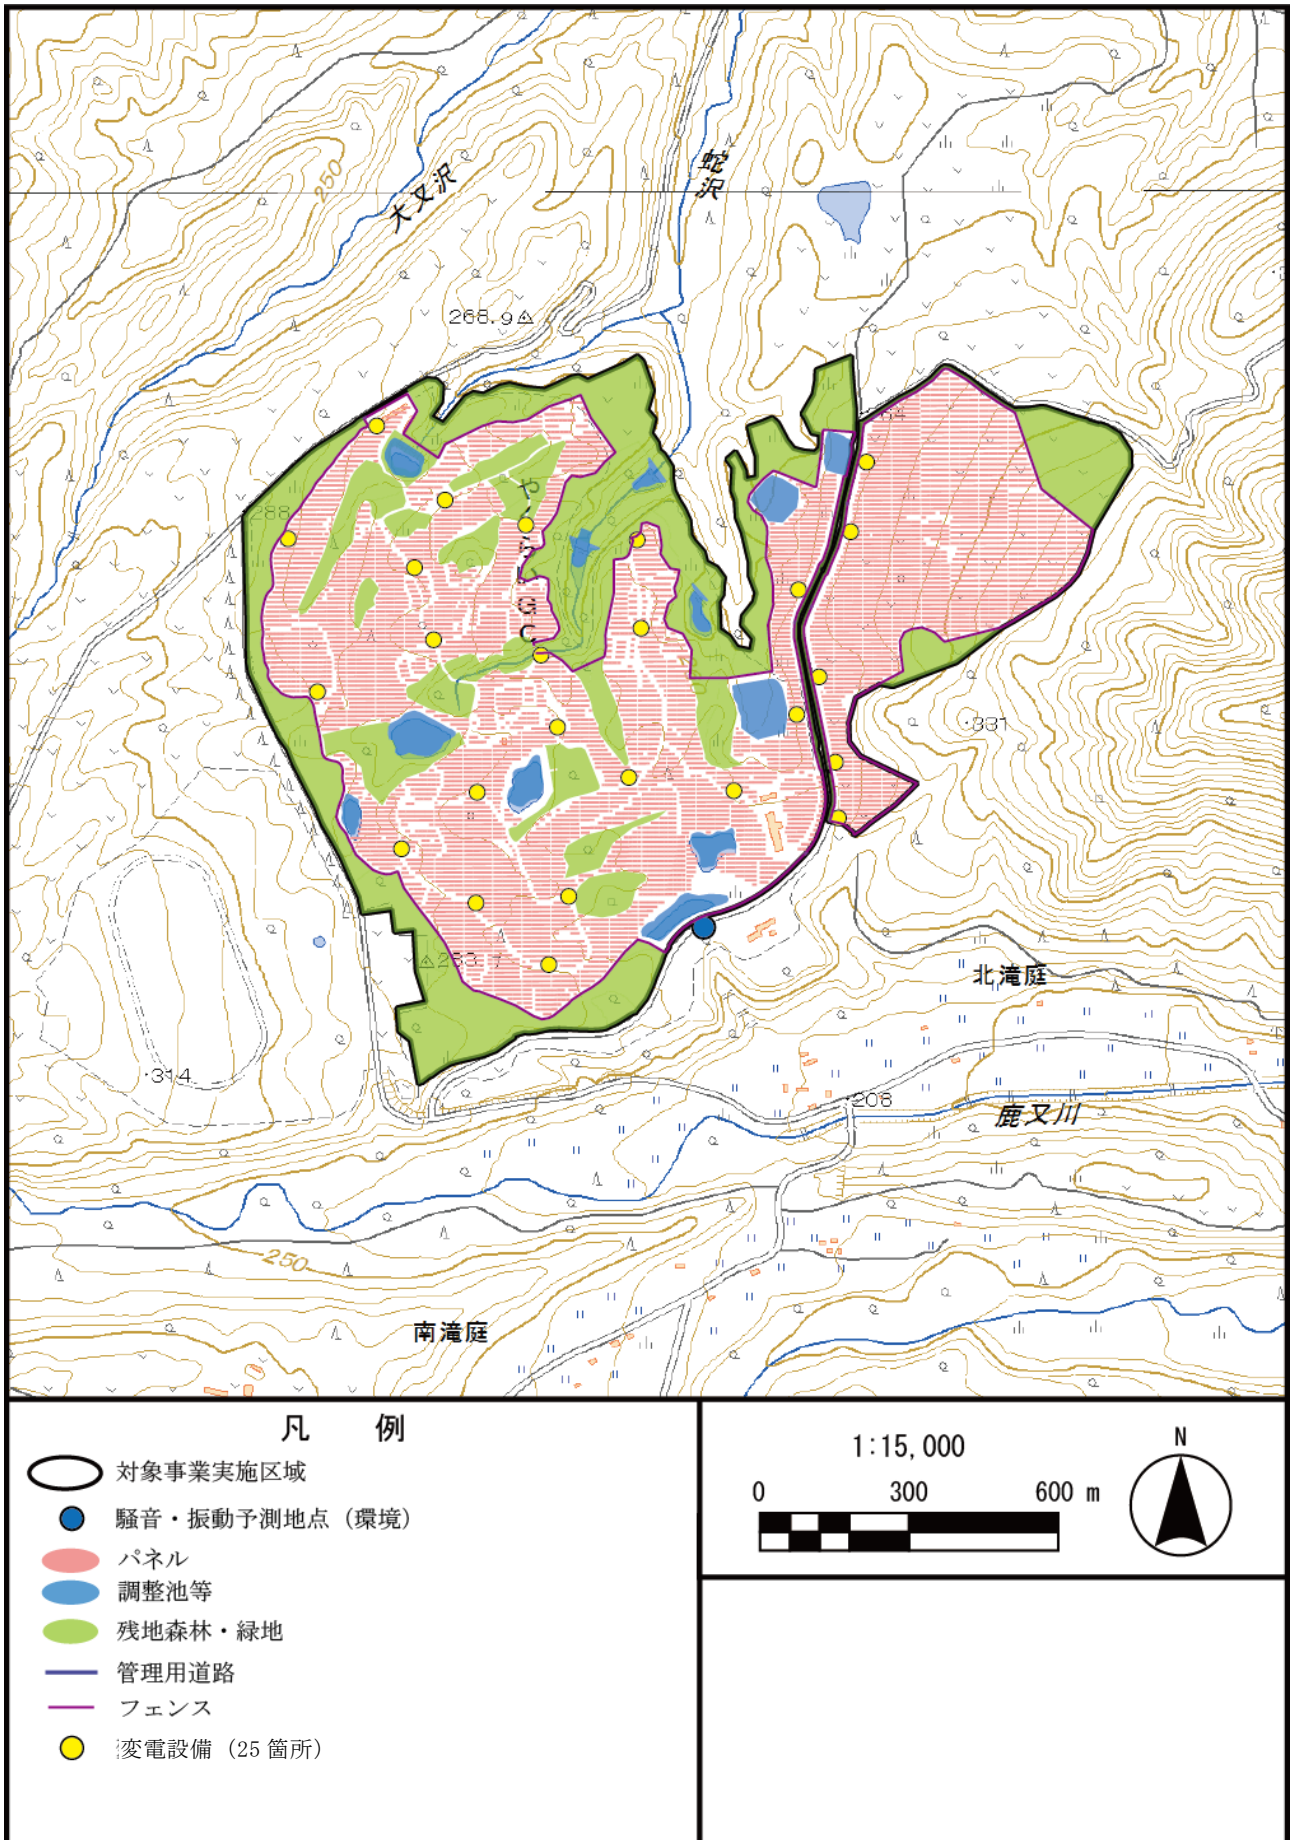 250
大又沢
蛇沢
268.9
288
北滝庭
331
314
208
鹿又川
250
南滝庭
凡 例
対象事業実施区域
騒音・振動予測地点（環境）
パネル
調整池等
残地森林・緑地
管理用道路
フェンス
変電設備（25 箇所）
1:15,000
0 300 600 m
N